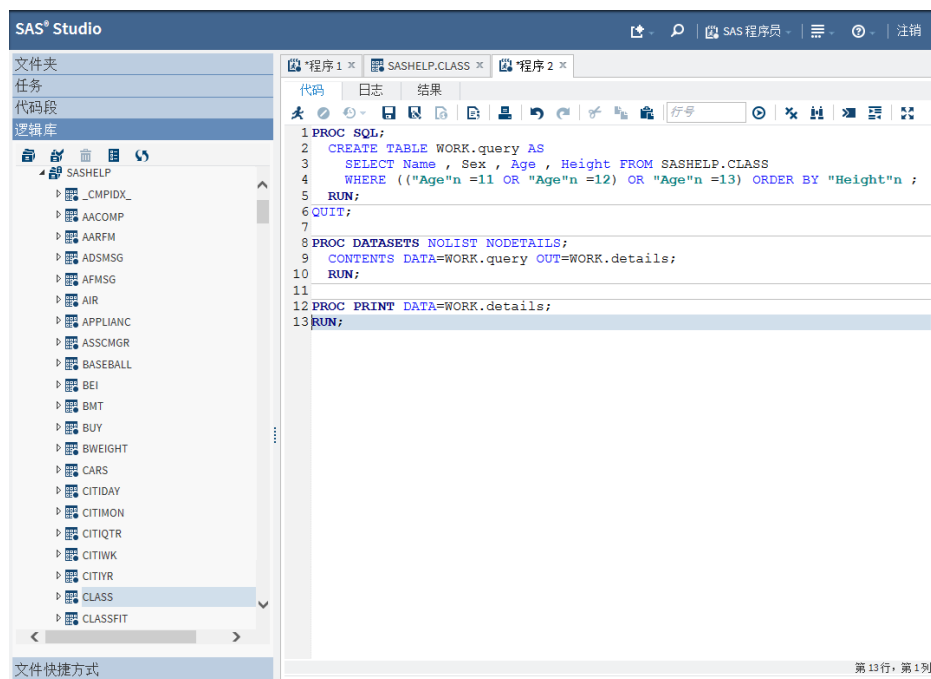 SAS® Studio
SAS 程序员
注销
文件夹
任务
代码段
逻辑库
SASHELP
_CMPIDX_
AACOMP
AARFM
ADSMSG
AFMSG
AIR
APPLIANC
ASSCMGR
BASEBALL
BEI
BMT
BUY
BWEIGHT
CARS
CITIDAY
CITIMON
CITIQTR
CITIWK
CITIYR
CLASS
CLASSFIT
文件快捷方式
*程序 1 × SASHELP.CLASS × *程序 2 ×
代码 日志 结果
行号
1 PROC SQL;
2 CREATE TABLE WORK.query AS
3 SELECT Name , Sex , Age , Height FROM SASHELP.CLASS
4 WHERE (("Age"n =11 OR "Age"n =12) OR "Age"n =13) ORDER BY "Height"n ;
5 RUN;
6 QUIT;
7
8 PROC DATASETS NOLIST NODETAILS;
9 CONTENTS DATA=WORK.query OUT=WORK.details;
10 RUN;
11
12 PROC PRINT DATA=WORK.details;
13 RUN;
第 13行，第 1列